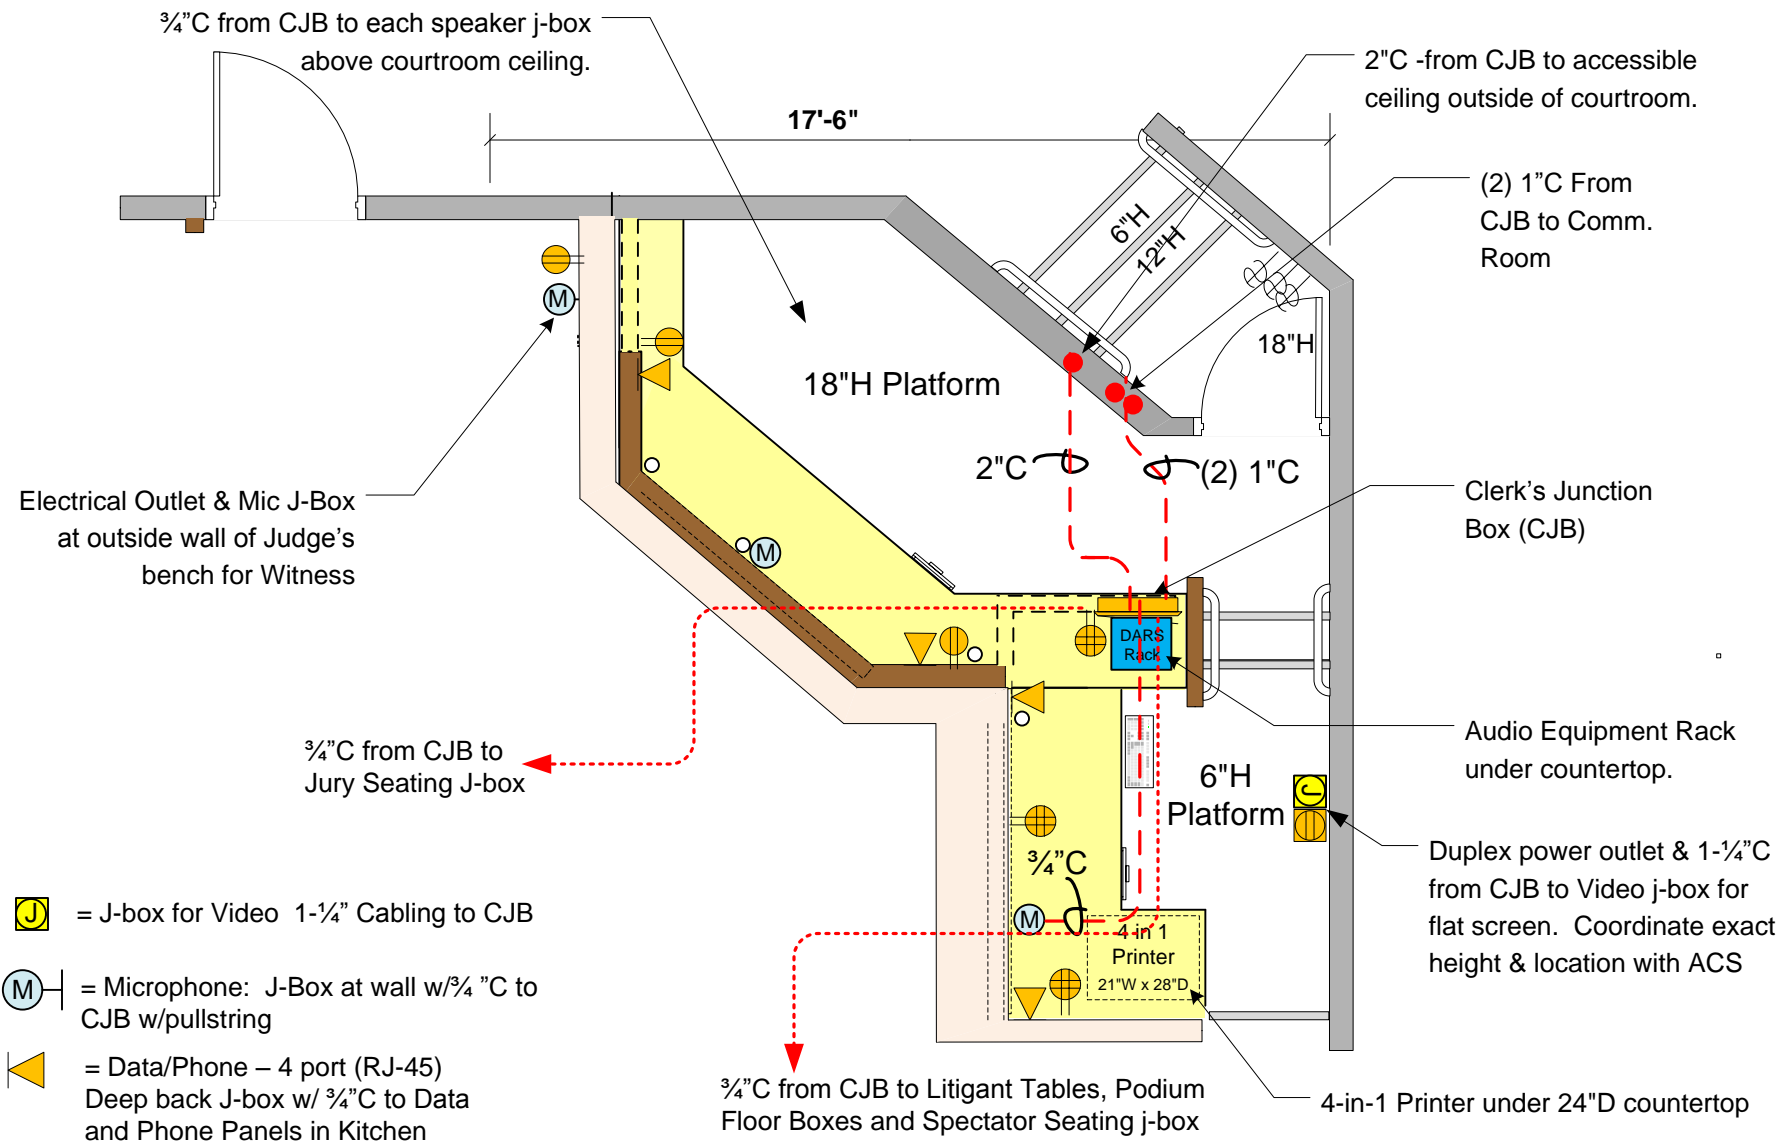 ¾”C from CJB to each speaker j-box
above courtroom ceiling.
17'-6"
2"C -from CJB to accessible
ceiling outside of courtroom.
(2) 1”C From
CJB to Comm.
Room
6"H
12"H
18"H
M
18"H Platform
2"C
(2) 1"C
Electrical Outlet & Mic J-Box
at outside wall of Judge’s
bench for Witness
Clerk’s Junction
Box (CJB)
M
DARS
Rack
¾”C from CJB to
Jury Seating J-box
Audio Equipment Rack
under countertop.
6"H
Platform
J
Duplex power outlet & 1-¼”C
from CJB to Video j-box for
flat screen. Coordinate exact
height & location with ACS
¾”C
M
4 in 1
Printer
21"W x 28"D
J = J-box for Video 1-¼” Cabling to CJB
M = Microphone: J-Box at wall w/¾ ”C to
CJB w/pullstring
= Data/Phone – 4 port (RJ-45)
Deep back J-box w/ ¾”C to Data
and Phone Panels in Kitchen
¾”C from CJB to Litigant Tables, Podium
Floor Boxes and Spectator Seating j-box
4-in-1 Printer under 24"D countertop